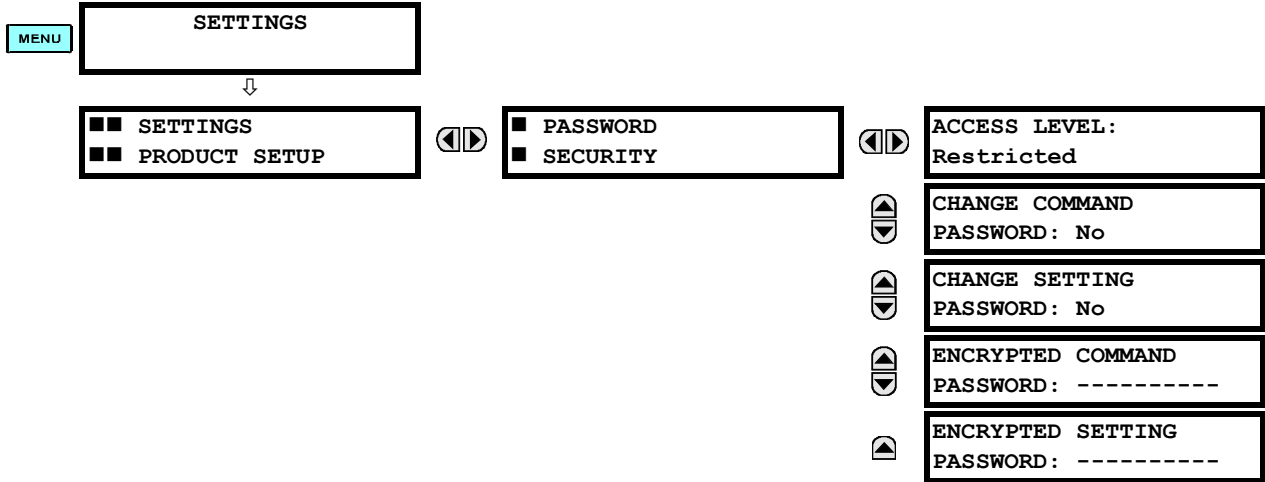 MENU
SETTINGS
■■ SETTINGS
■■ PRODUCT SETUP
■ PASSWORD
■ SECURITY
ACCESS LEVEL:
Restricted
CHANGE COMMAND
PASSWORD: No
CHANGE SETTING
PASSWORD: No
ENCRYPTED COMMAND
PASSWORD: ----------
ENCRYPTED SETTING
PASSWORD: ----------